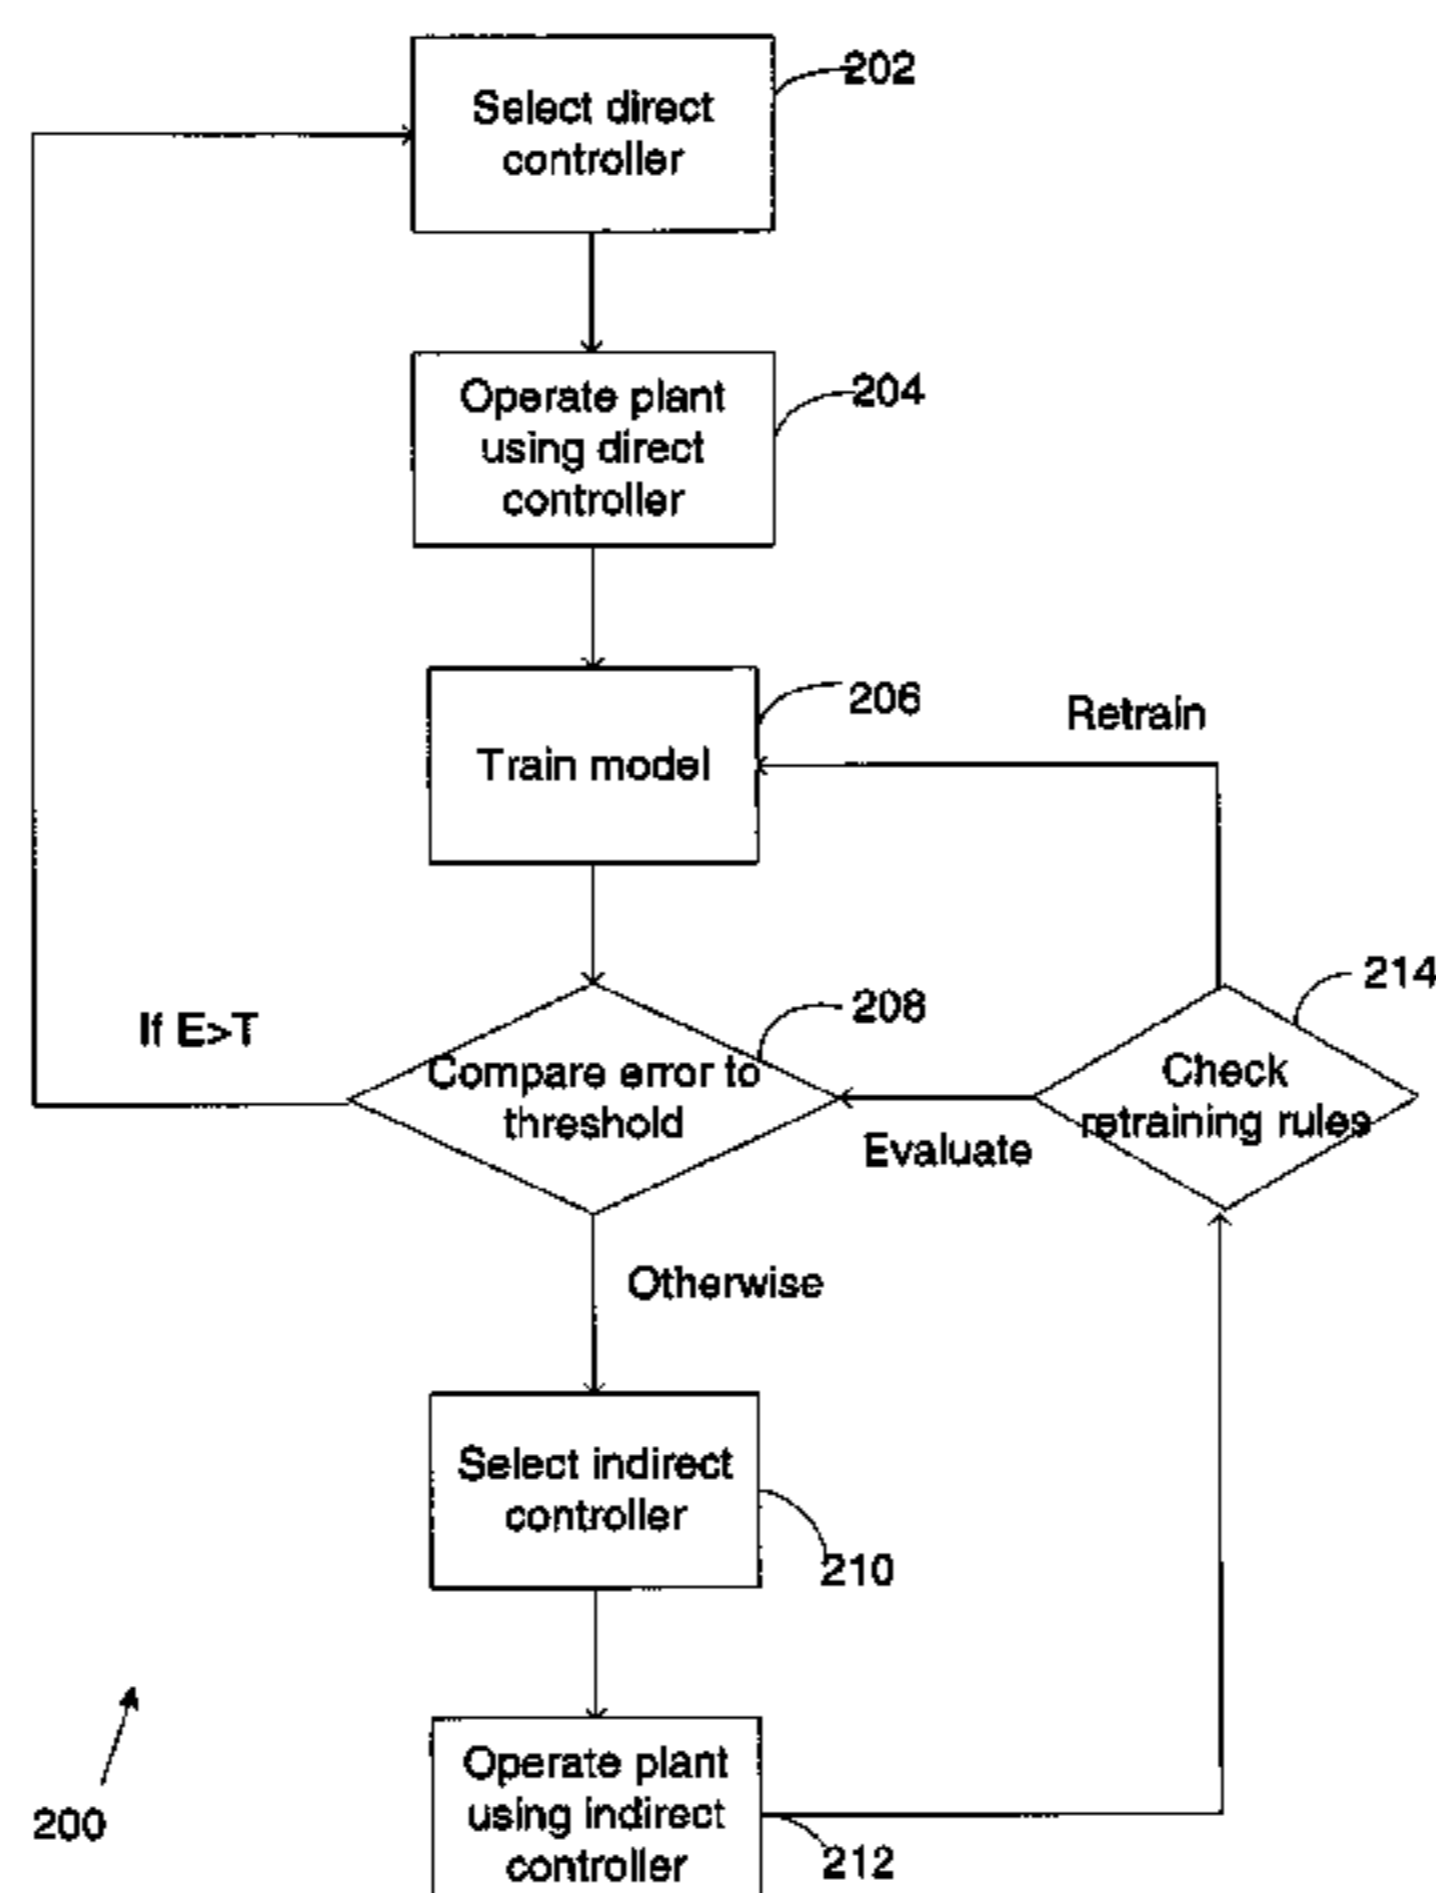 202
Select direct
controller
204
Operate plant
using direct
controller
206
Retrain
Train model
214
208
If E>T
Compare error to
threshold
Check
retraining rules
Evaluate
Otherwise
Select indirect
controller
210
Operate plant
using indirect
controller
200
212